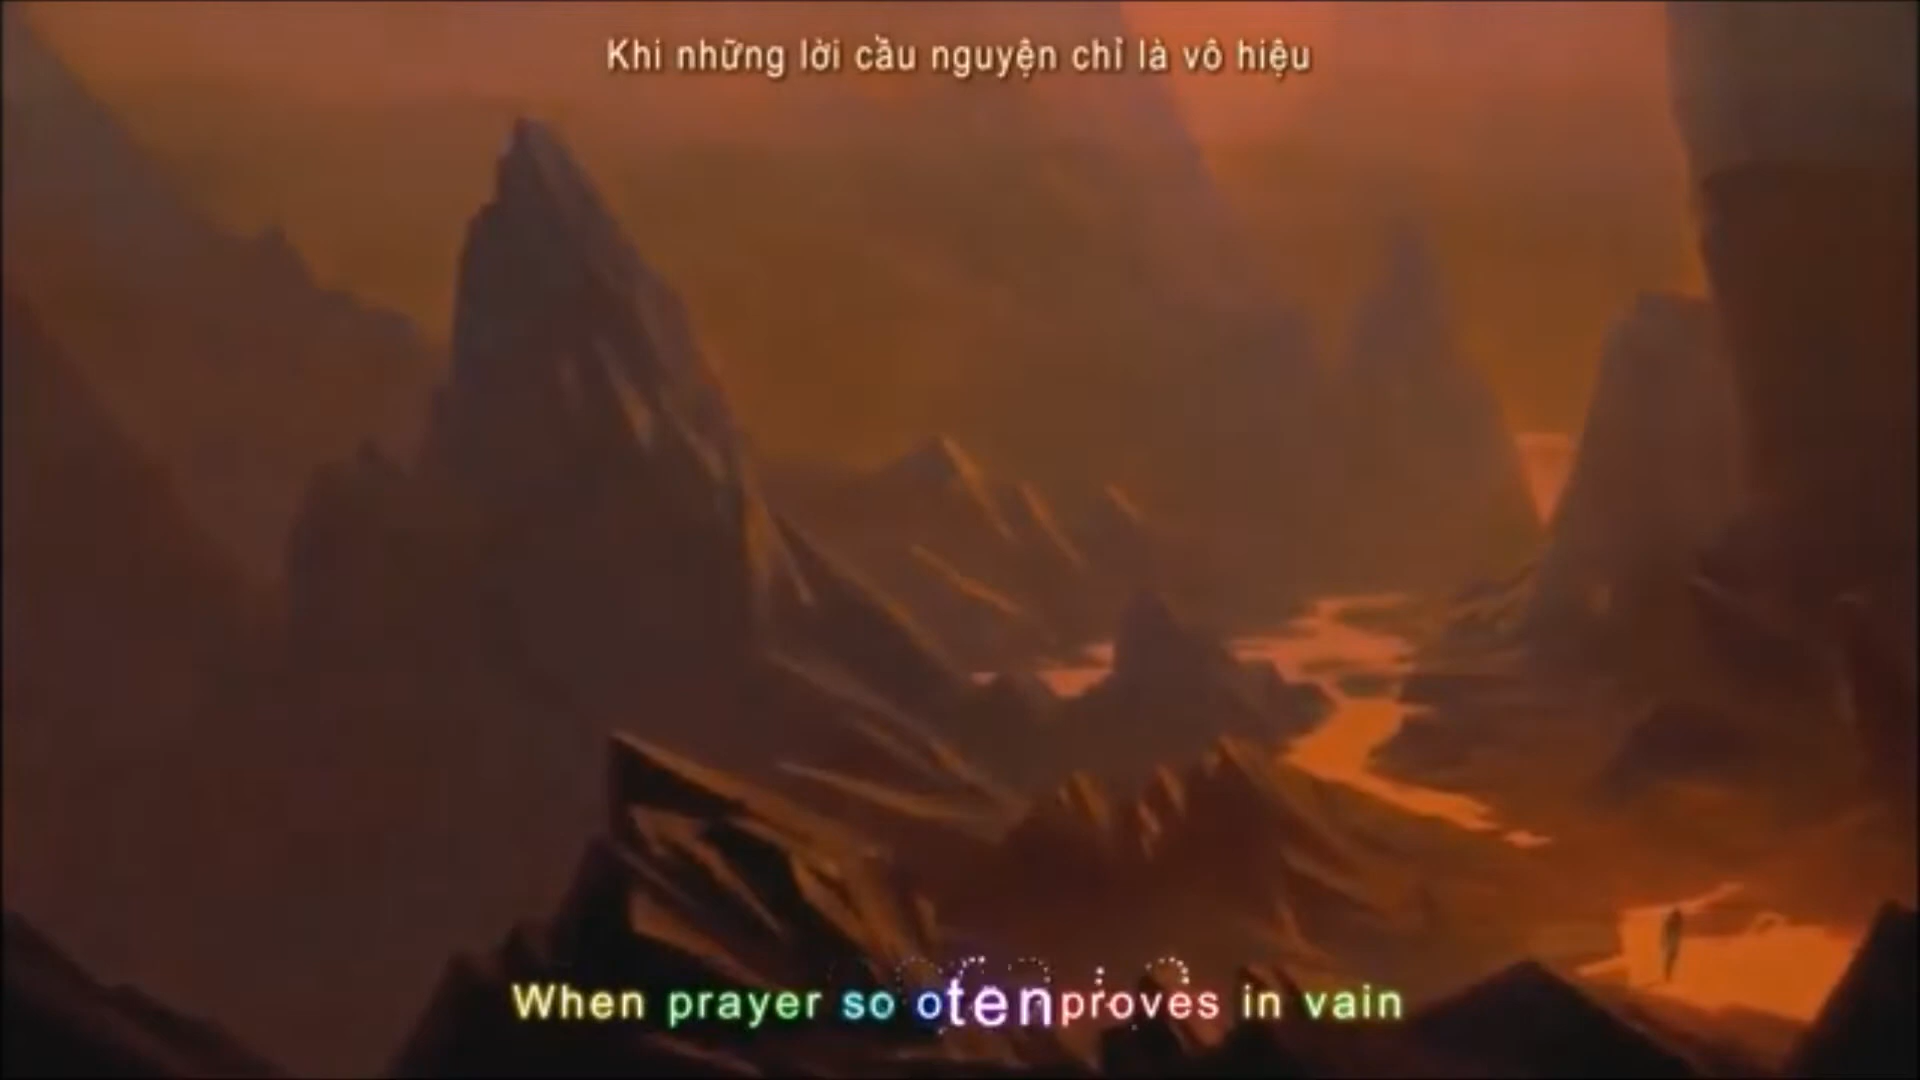 Khi những lời cầu nguyện chỉ là vô hiệu
When prayer so oten proves in vain